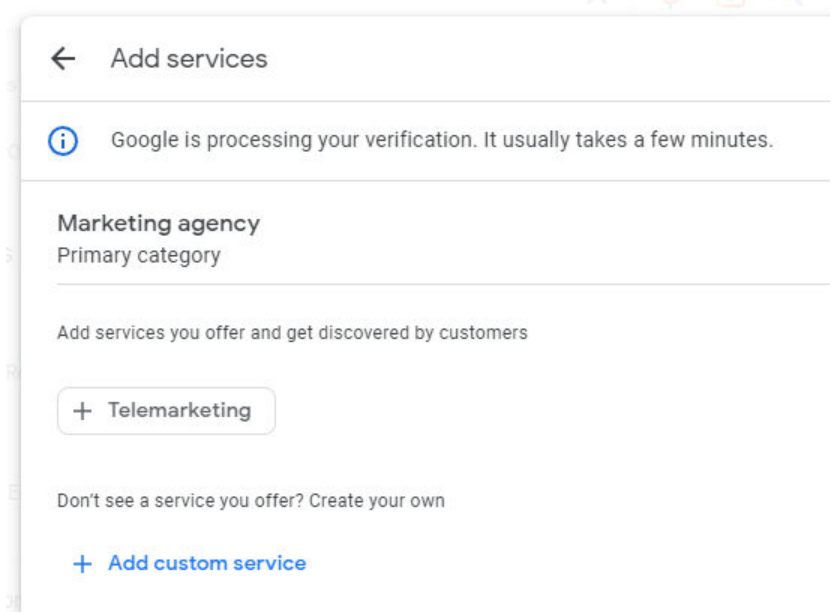 Add services
Google is processing your verification. It usually takes a few minutes.
Marketing agency
Primary category
Add services you offer and get discovered by customers
+ Telemarketing
Don't see a service you offer? Create your own
+ Add custom service